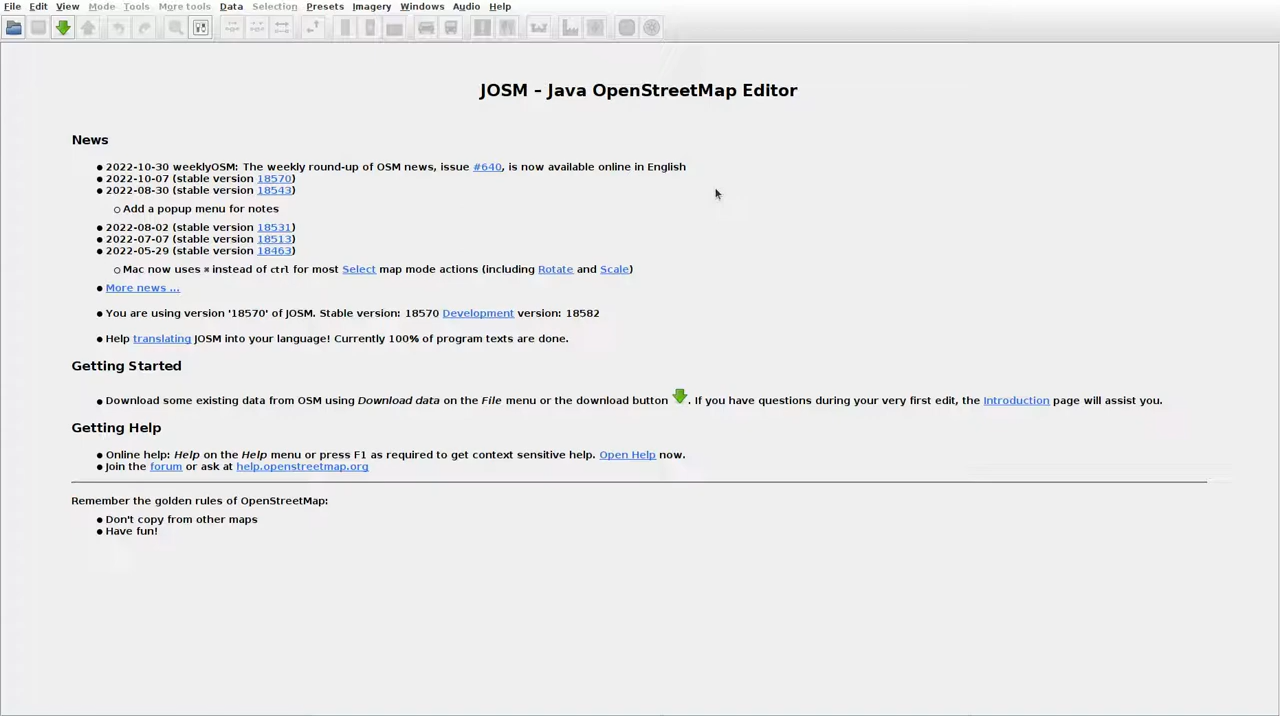 File Edit View Mode Tools More tools Data Selection Presets Imagery Windows Audio Help
JOSM – Java OpenStreetMap Editor
News
2022-10-30 weeklyOSM: The weekly round-up of OSM news, issue #640, is now available online in English
2022-10-07 (stable version 18570)
2022-08-30 (stable version 18543)
Add a popup menu for notes
2022-08-02 (stable version 18531)
2022-07-07 (stable version 18513)
2022-05-29 (stable version 18463)
Mac now uses ⌘ instead of ctrl for most Select map mode actions (including Rotate and Scale)
More news ...
You are using version '18570' of JOSM. Stable version: 18570 Development version: 18582
Help translating JOSM into your language! Currently 100% of program texts are done.
Getting Started
Download some existing data from OSM using Download data on the File menu or the download button . If you have questions during your very first edit, the Introduction page will assist you.
Getting Help
Online help: Help on the Help menu or press F1 as required to get context sensitive help. Open Help now.
Join the forum or ask at help.openstreetmap.org
Remember the golden rules of OpenStreetMap:
Don't copy from other maps
Have fun!